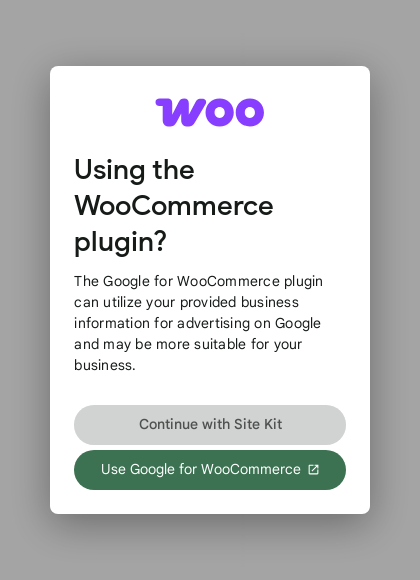 woo
Using the
WooCommerce
plugin?
The Google for WooCommerce plugin
can utilize your provided business
information for advertising on Google
and may be more suitable for your
business.
Continue with Site Kit
Use Google for WooCommerce